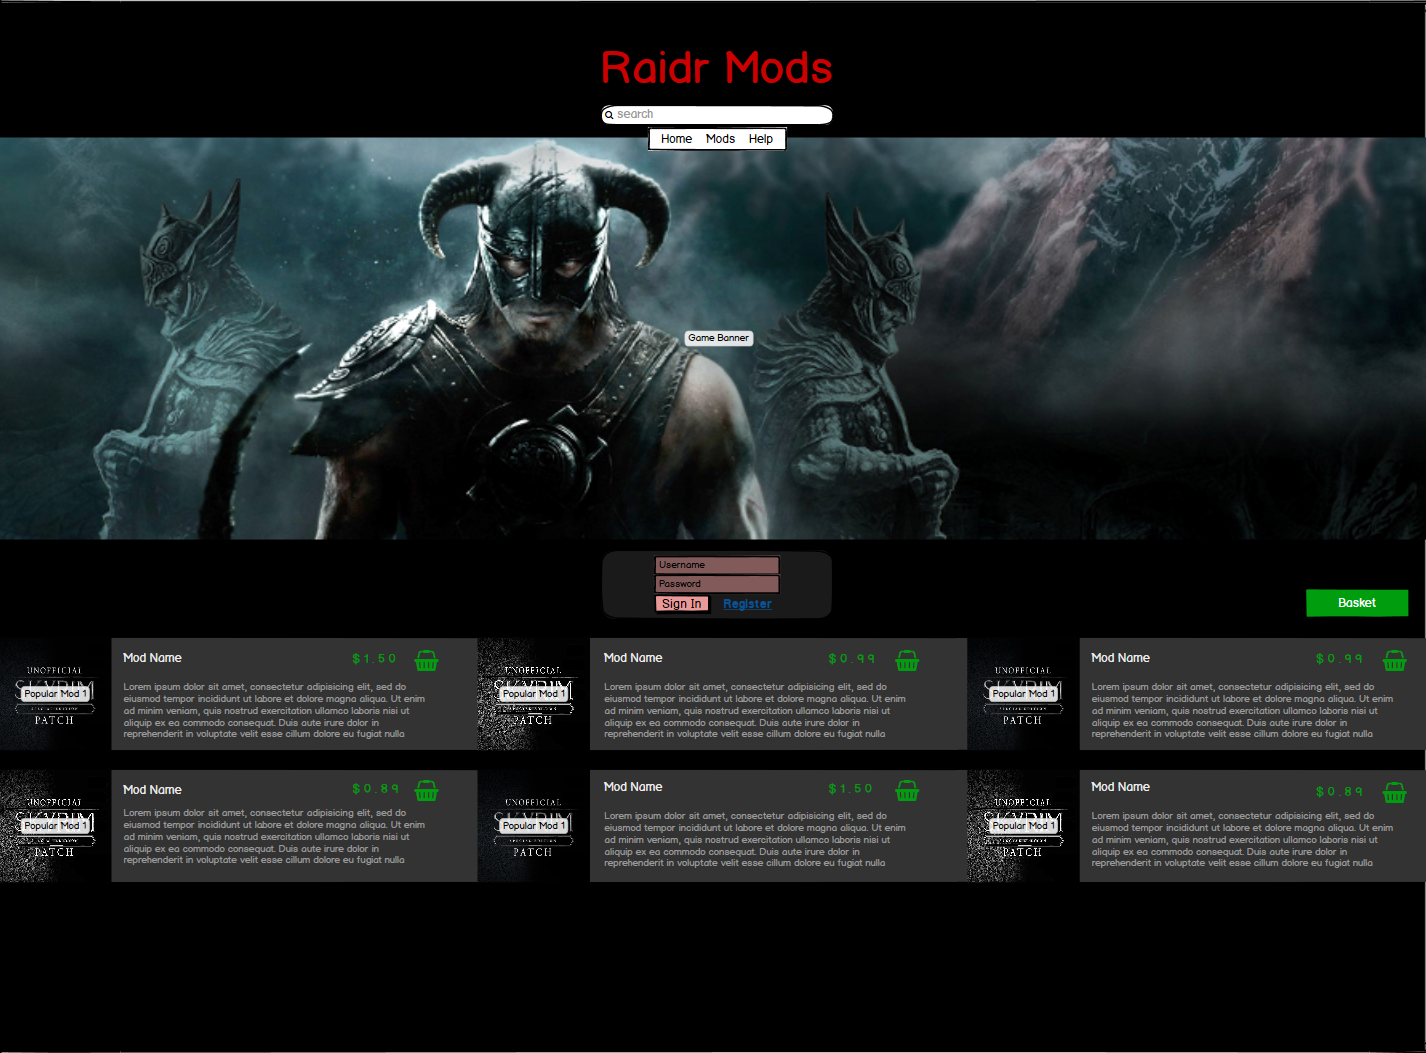 Raidr Mods
search
Home Mods Help
Game Banner
Username
Password
Sign In Register
Basket
UNOFFICIAL
Popular Mod 1
PATCH
Mod Name $1.50
Lorem ipsum dolor sit amet, consectetur adipisicing elit, sed do
eiusmod tempor incididunt ut labore et dolore magna aliqua. Ut enim
ad minim veniam, quis nostrud exercitation ullamco laboris nisi ut
aliquip ex ea commodo consequat. Duis aute irure dolor in
reprehenderit in voluptate velit esse cillum dolore eu fugiat nulla
UNOFFICIAL
Popular Mod 1
PATCH
Mod Name $0.99
Lorem ipsum dolor sit amet, consectetur adipisicing elit, sed do
eiusmod tempor incididunt ut labore et dolore magna aliqua. Ut enim
ad minim veniam, quis nostrud exercitation ullamco laboris nisi ut
aliquip ex ea commodo consequat. Duis aute irure dolor in
reprehenderit in voluptate velit esse cillum dolore eu fugiat nulla
UNOFFICIAL
Popular Mod 1
PATCH
Mod Name $0.99
Lorem ipsum dolor sit amet, consectetur adipisicing elit, sed do
eiusmod tempor incididunt ut labore et dolore magna aliqua. Ut enim
ad minim veniam, quis nostrud exercitation ullamco laboris nisi ut
aliquip ex ea commodo consequat. Duis aute irure dolor in
reprehenderit in voluptate velit esse cillum dolore eu fugiat nulla
UNOFFICIAL
Popular Mod 1
PATCH
Mod Name $0.89
Lorem ipsum dolor sit amet, consectetur adipisicing elit, sed do
eiusmod tempor incididunt ut labore et dolore magna aliqua. Ut enim
ad minim veniam, quis nostrud exercitation ullamco laboris nisi ut
aliquip ex ea commodo consequat. Duis aute irure dolor in
reprehenderit in voluptate velit esse cillum dolore eu fugiat nulla
UNOFFICIAL
Popular Mod 1
PATCH
Mod Name $1.50
Lorem ipsum dolor sit amet, consectetur adipisicing elit, sed do
eiusmod tempor incididunt ut labore et dolore magna aliqua. Ut enim
ad minim veniam, quis nostrud exercitation ullamco laboris nisi ut
aliquip ex ea commodo consequat. Duis aute irure dolor in
reprehenderit in voluptate velit esse cillum dolore eu fugiat nulla
UNOFFICIAL
Popular Mod 1
PATCH
Mod Name $0.89
Lorem ipsum dolor sit amet, consectetur adipisicing elit, sed do
eiusmod tempor incididunt ut labore et dolore magna aliqua. Ut enim
ad minim veniam, quis nostrud exercitation ullamco laboris nisi ut
aliquip ex ea commodo consequat. Duis aute irure dolor in
reprehenderit in voluptate velit esse cillum dolore eu fugiat nulla